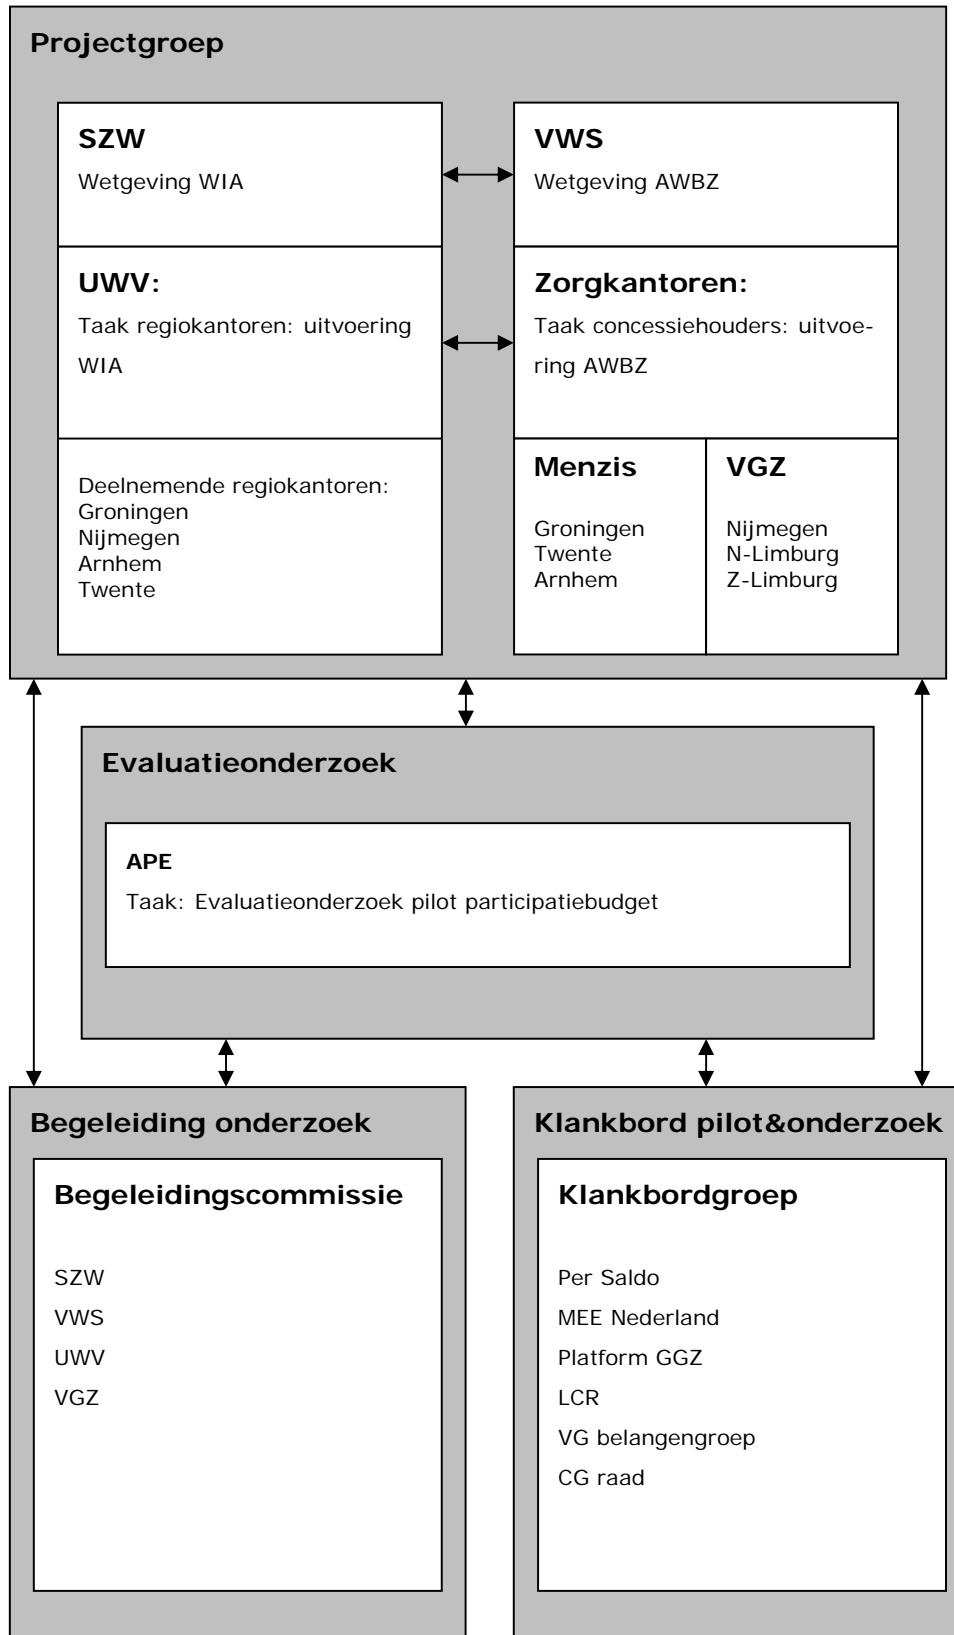 Projectgroep
SZW
Wetgeving WIA
VWS
Wetgeving AWBZ
UWV:
Taak regiokantoren: uitvoering
WIA
Zorgkantoren:
Taak concessiehouders: uitvoe-
ring AWBZ
Deelnemende regiokantoren:
Groningen
Nijmegen
Arnhem
Twente
Menzis
Groningen
Twente
Arnhem
VGZ
Nijmegen
N-Limburg
Z-Limburg
Evaluatieonderzoek
APE
Taak: Evaluatieonderzoek pilot participatiebudget
Begeleiding onderzoek
Begeleidingscommissie
SZW
VWS
UWV
VGZ
Klankbord pilot&onderzoek
Klankbordgroep
Per Saldo
MEE Nederland
Platform GGZ
LCR
VG belangengroep
CG raad